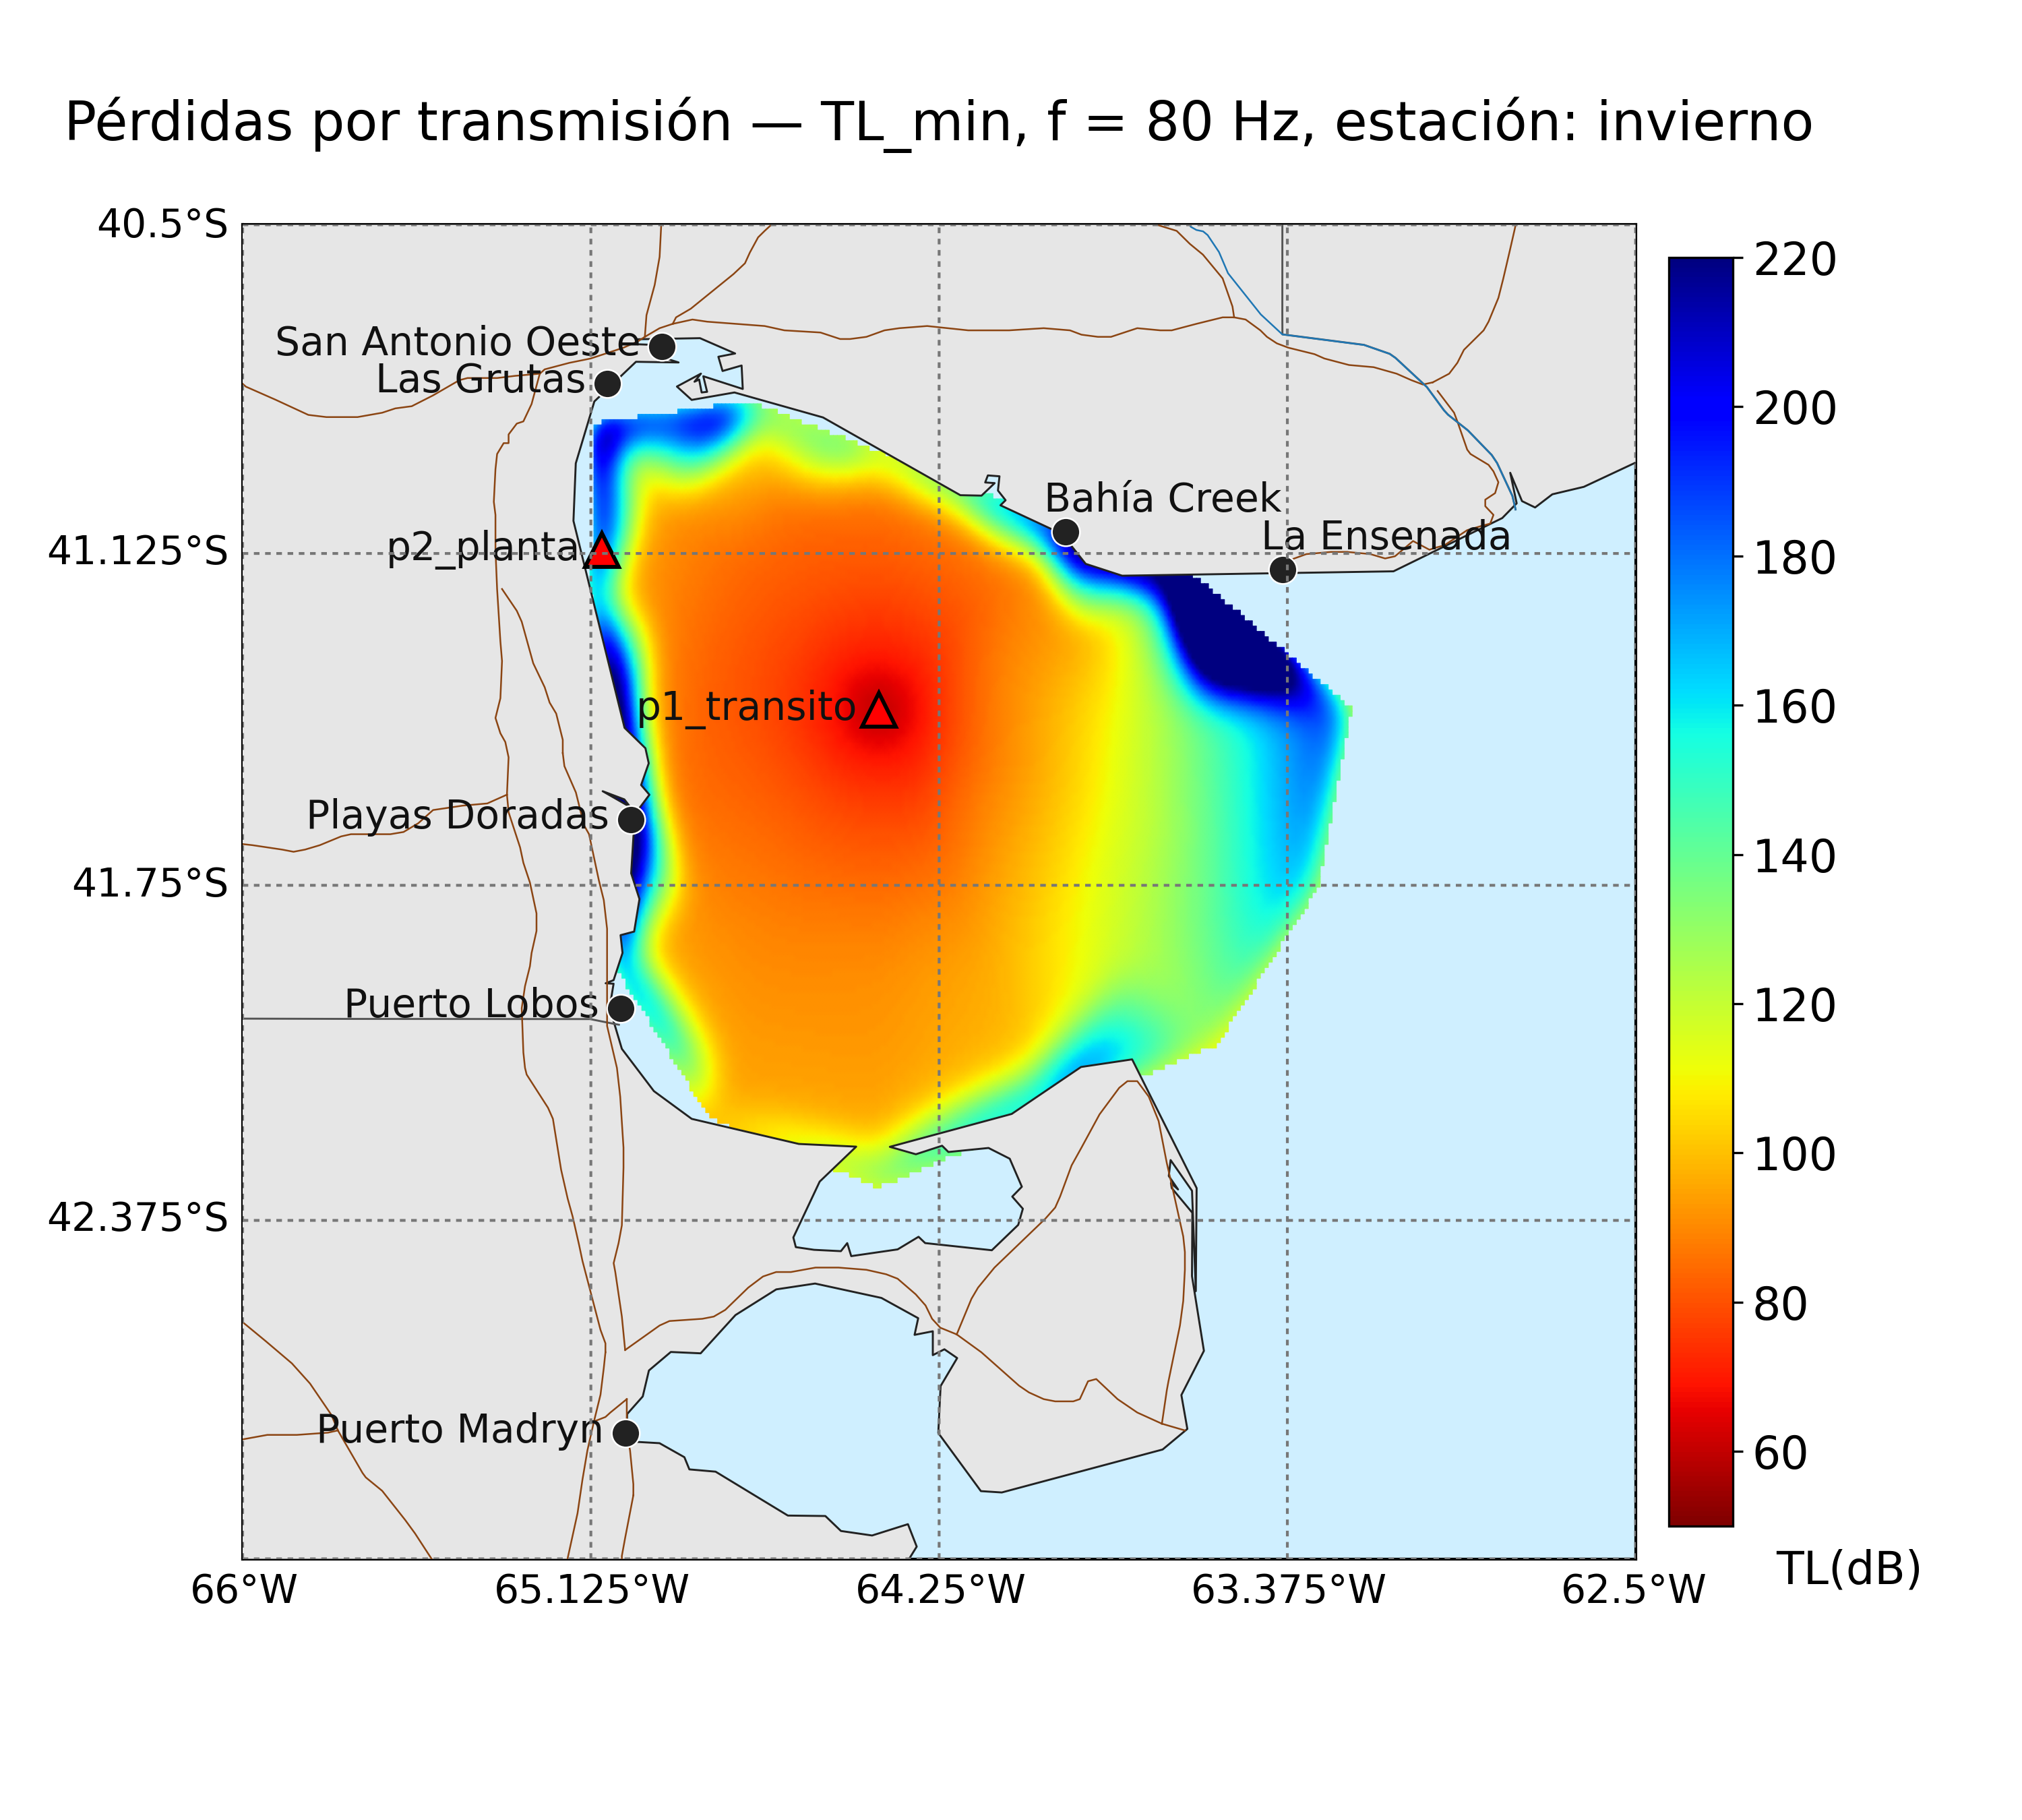 Pérdidas por transmisión — TL_min, f = 80 Hz, estación: invierno
40.5°S
41.125°S
41.75°S
42.375°S
San Antonio Oeste
Las Grutas
Bahía Creek
La Ensenada
p2_planta
p1_transito
Playas Doradas
Puerto Lobos
Puerto Madryn
66°W
65.125°W
64.25°W
63.375°W
62.5°W
220
200
180
160
140
120
100
80
60
TL(dB)